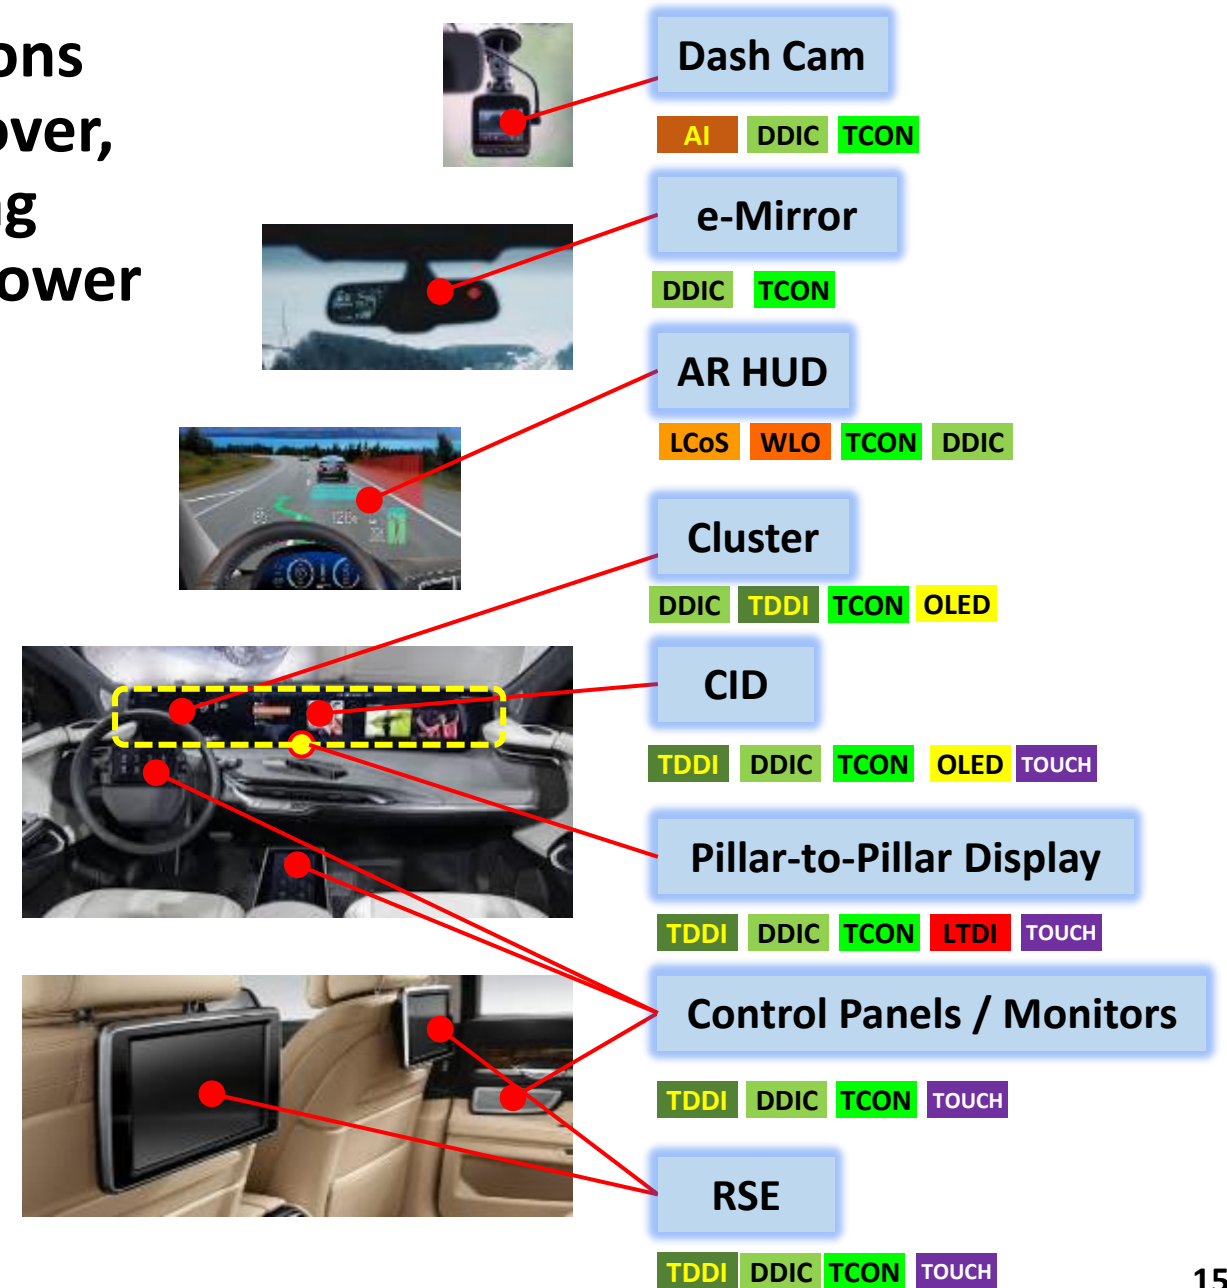 ons
over,
ng
ower
Dash Cam
AI DDIC TCON
e-Mirror
DDIC TCON
AR HUD
LCoS WLO TCON DDIC
Cluster
DDIC TDDI TCON OLED
CID
TDDI DDIC TCON OLED TOUCH
Pillar-to-Pillar Display
TDDI DDIC TCON LTDI TOUCH
Control Panels / Monitors
TDDI DDIC TCON TOUCH
RSE
TDDI DDIC TCON TOUCH
15